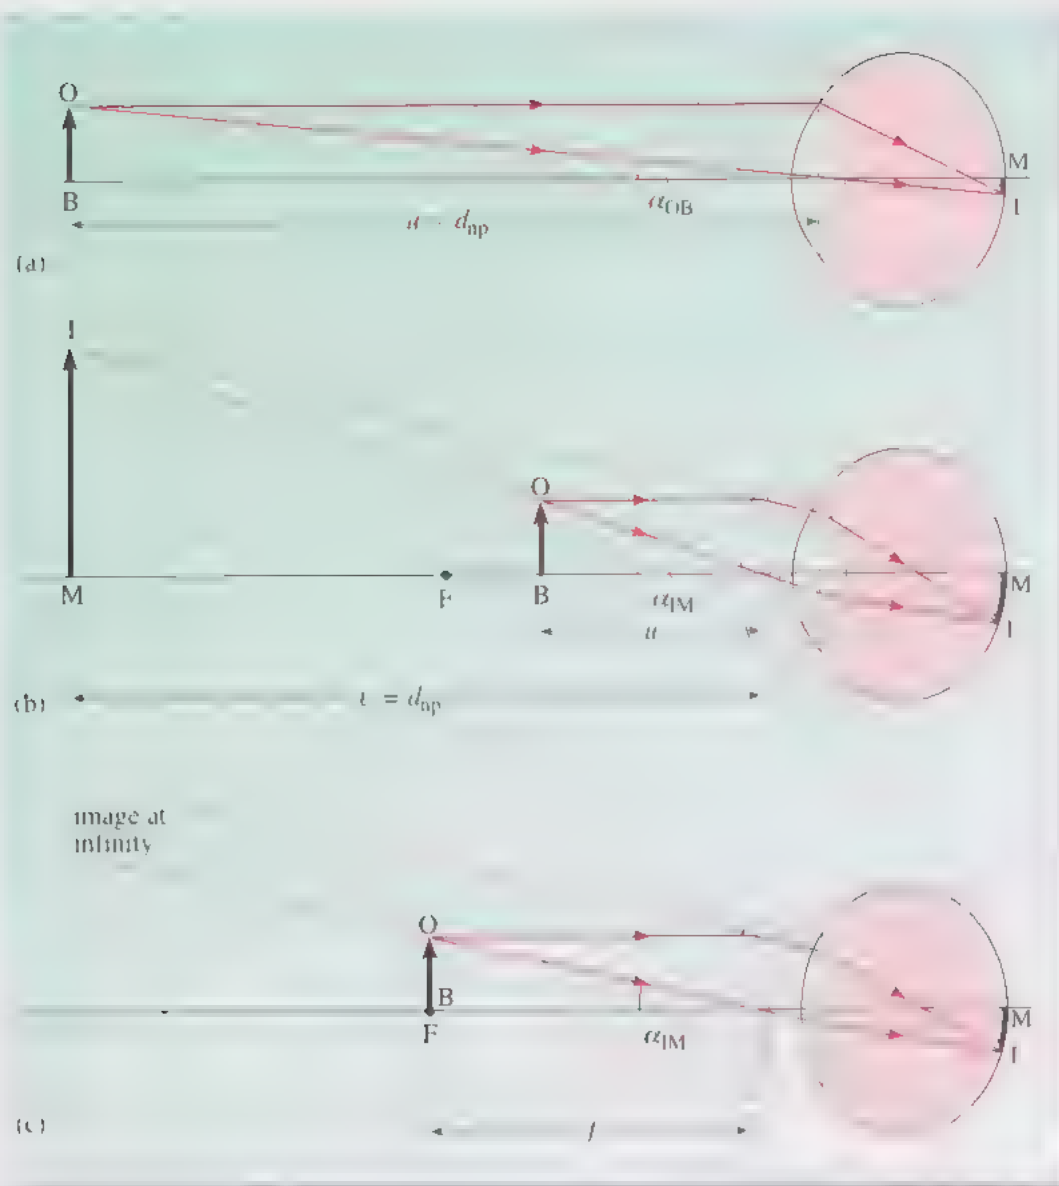 O
M
B
α_OB
I
d_np
(a)
I
O
M
F
B
α_IM
M
I
u
(b)
= d_np
image at
infinity
O
B
F
α_IM
M
I
(c)
f